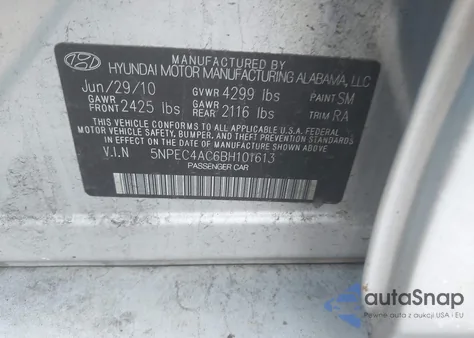 MANUFACTURED BY
HYUNDAI MOTOR MANUFACTURING ALABAMA, LLC
Jun/29/10 GVWR 4299 lbs PAINT SM
GAWR FRONT 2425 lbs GAWR REAR 2116 lbs TRIM RA
THIS VEHICLE CONFORMS TO ALL APPLICABLE U.S.A FEDERAL
MOTOR VEHICLE SAFETY, BUMPER, AND THEFT PREVENTION STANDARDS
IN EFFECT ON THE DATE OF MANUFACTURE SHOWN ABOVE.
V.I.N 5NPEC4AC6BH101613
PASSENGER CAR
autaSnap
Pewne auta z aukcji USA i EU